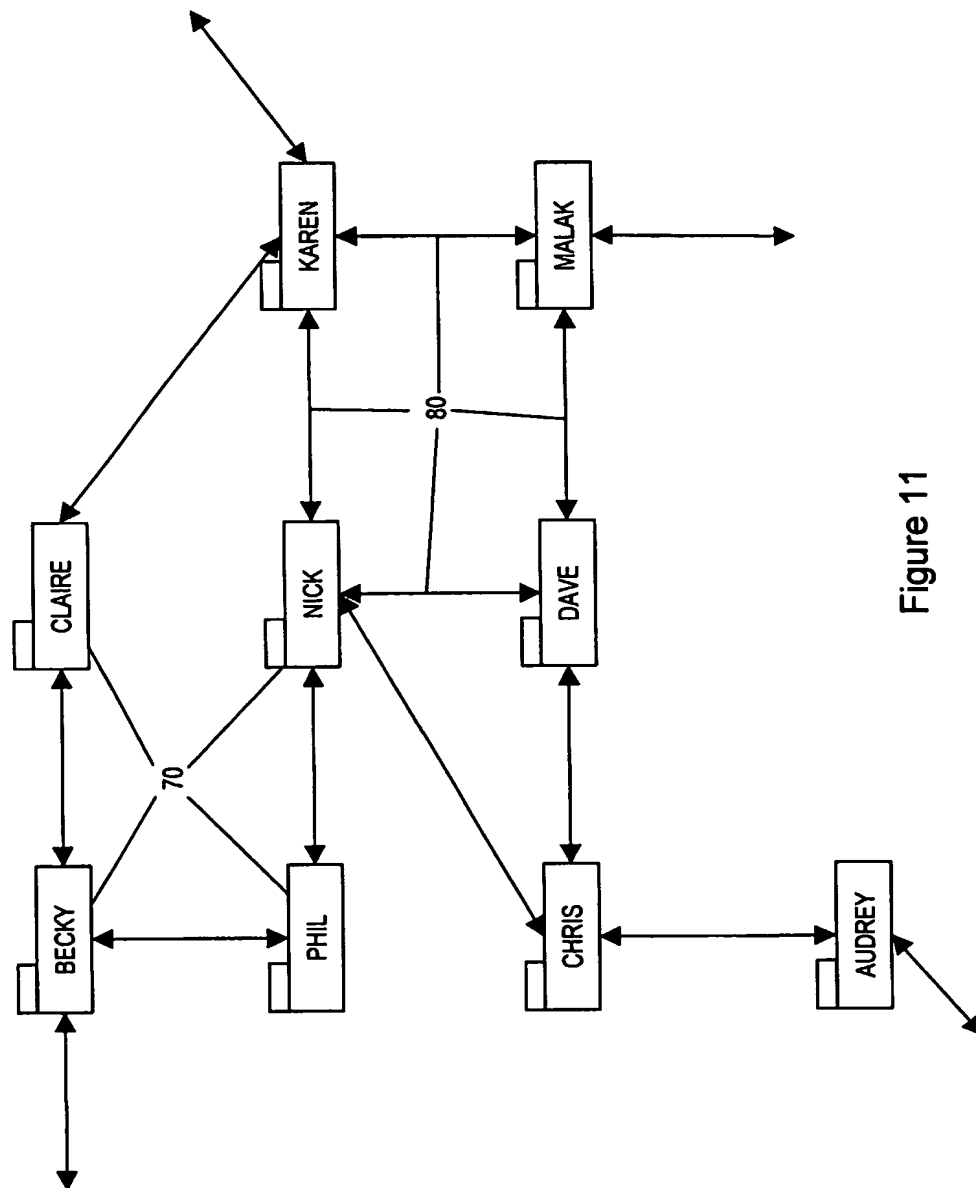 KAREN
MALAK
CLAIRE
NICK
DAVE
80
70
BECKY
PHIL
CHRIS
AUDREY
Figure 11